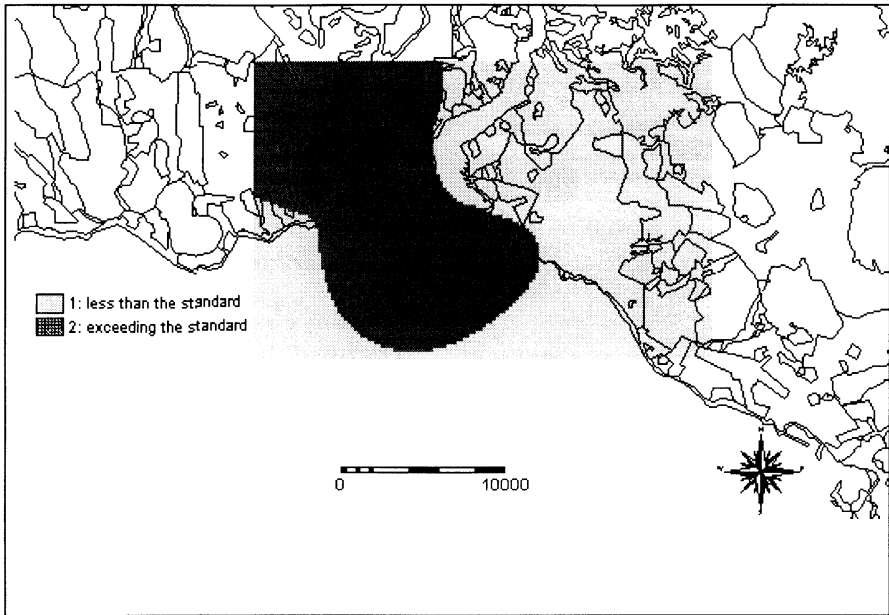 1: less than the standard
2: exceeding the standard
0 10000